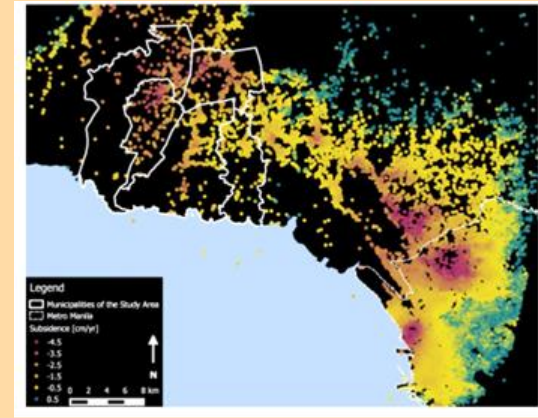 Legend
Municipalities of the Study Area
Metro Manila
Subsidence [cm/yr]
-4.5
-3.5
-2.5
-1.5
-0.5
0.5
N
0 2 4 6 8 km